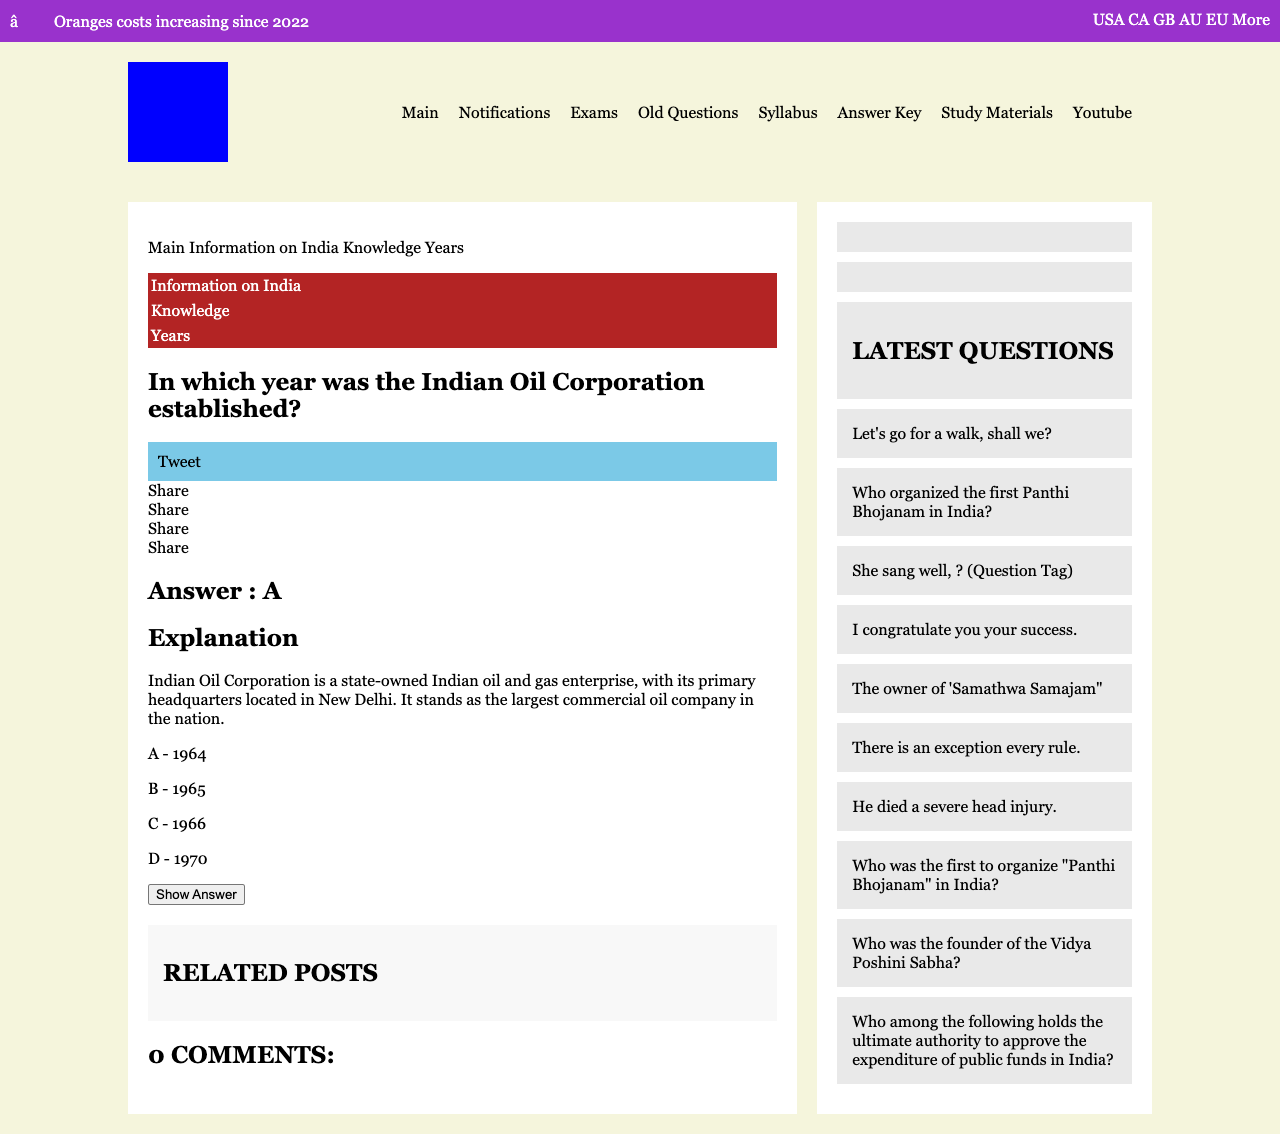 â Oranges costs increasing since 2022
USA CA GB AU EU More
Main Notifications Exams Old Questions Syllabus Answer Key Study Materials Youtube
Main Information on India Knowledge Years
Information on India
Knowledge
Years
In which year was the Indian Oil Corporation
established?
Tweet
Share
Share
Share
Share
Answer : A
Explanation
Indian Oil Corporation is a state-owned Indian oil and gas enterprise, with its primary
headquarters located in New Delhi. It stands as the largest commercial oil company in
the nation.
A - 1964
B - 1965
C - 1966
D - 1970
Show Answer
RELATED POSTS
0 COMMENTS:
LATEST QUESTIONS
Let's go for a walk, shall we?
Who organized the first Panthi
Bhojanam in India?
She sang well, ? (Question Tag)
I congratulate you your success.
The owner of 'Samathwa Samajam"
There is an exception every rule.
He died a severe head injury.
Who was the first to organize "Panthi
Bhojanam" in India?
Who was the founder of the Vidya
Poshini Sabha?
Who among the following holds the
ultimate authority to approve the
expenditure of public funds in India?